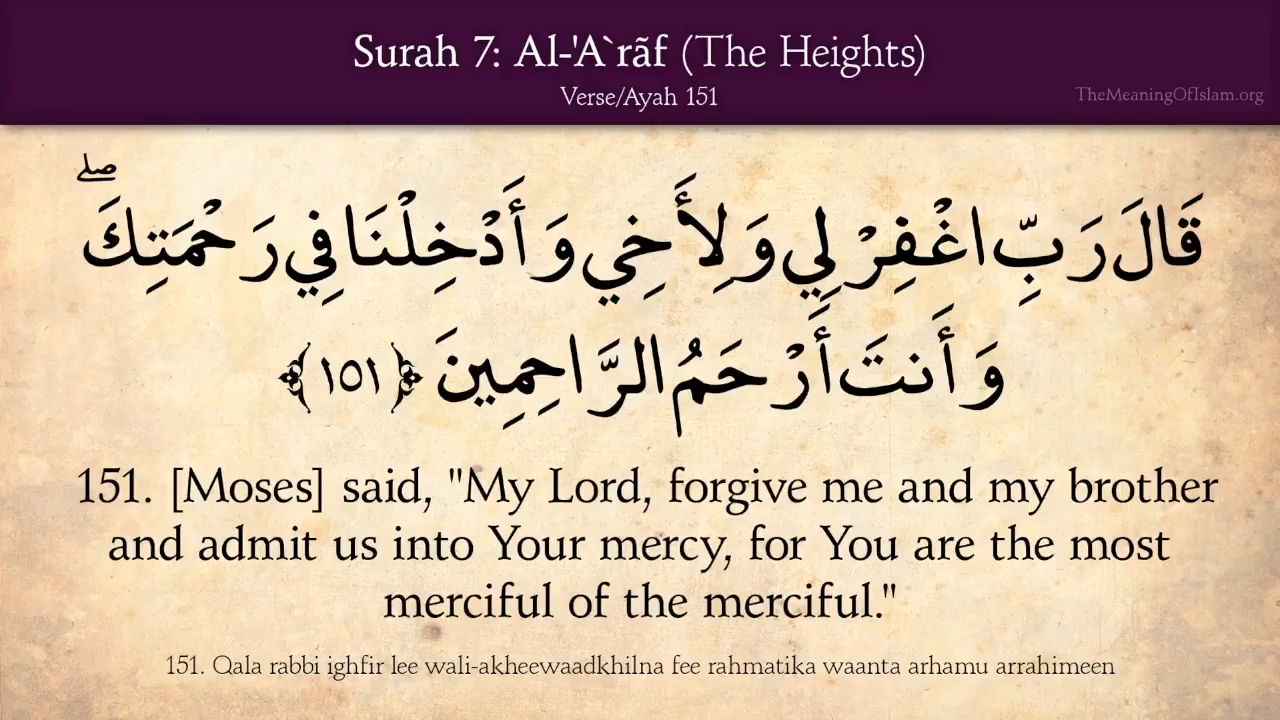 Surah 7: Al-'A`rãf (The Heights)
Verse/Ayah 151
TheMeaningOfIslam.org
قَالَ رَبِّ اغْفِرْ لِي وَلِأَخِي وَأَدْخِلْنَا فِي رَحْمَتِكَ ۖ
وَأَنتَ أَرْحَمُ الرَّاحِمِينَ ﴿١٥١﴾
151. [Moses] said, "My Lord, forgive me and my brother
and admit us into Your mercy, for You are the most
merciful of the merciful."
151. Qala rabbi ighfir lee wali-akheewaadkhilna fee rahmatika waanta arhamu arrahimeen